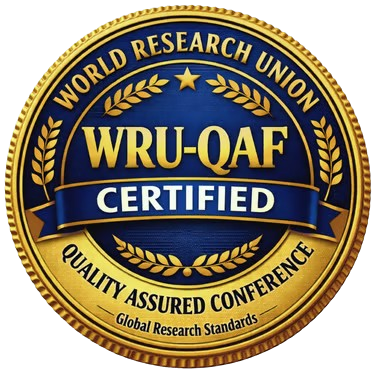 WORLD RESEARCH UNION
WRU-QAF
CERTIFIED
QUALITY ASSURED CONFERENCE
Global Research Standards